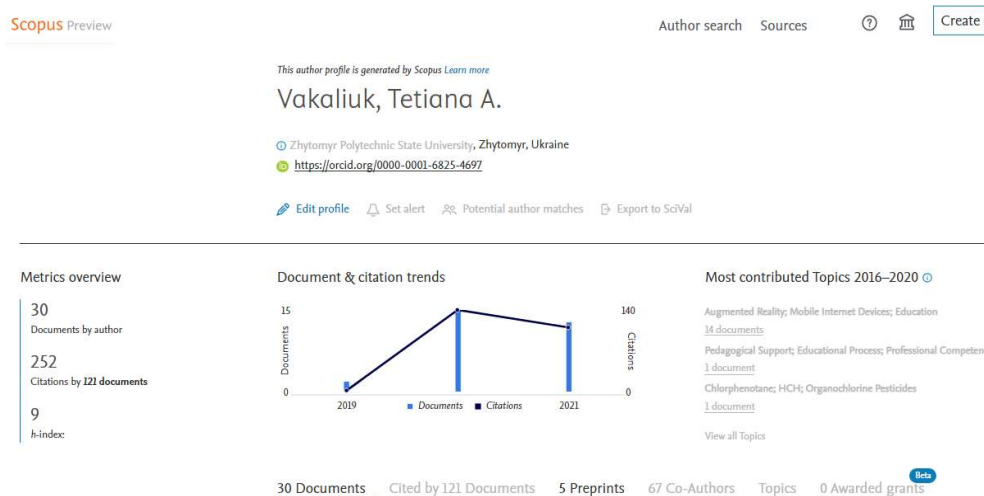 Scopus Preview
Author search Sources
Create
This author profile is generated by Scopus Learn more
Vakaliuk, Tetiana A.
Zhytomyr Polytechnic State University, Zhytomyr, Ukraine
https://orcid.org/0000-0001-6825-4697
Edit profile Set alert Potential author matches Export to SciVal
Metrics overview
30
Documents by author
252
Citations by 121 documents
9
h-index:
Document & citation trends
15
140
Documents
Citations
0
0
2019
Documents Citations
2021
Most contributed Topics 2016–2020
Augmented Reality; Mobile Internet Devices; Education
14 documents
Pedagogical Support; Educational Process; Professional Competen
1 document
Chlorphenotane; HCH; Organochlorine Pesticides
1 document
View all Topics
Beta
30 Documents Cited by 121 Documents 5 Preprints 67 Co-Authors Topics 0 Awarded grants